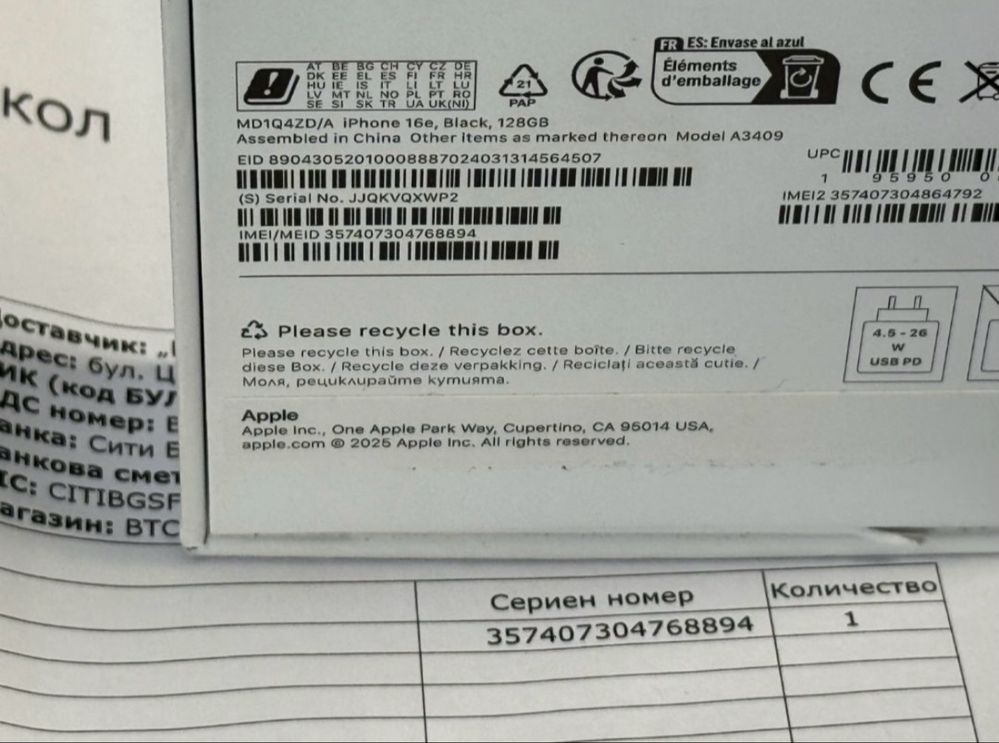 КОЛ
AT BE BG CH CY CZ DE
DK EE EL ES FI FR HR
HU IE IS IT LI LT LU
LV MT NL NO PL PT RO
SE SI SK TR UA UK(NI)
21
PAP
FR ES: Envase al azul
Éléments
d'emballage
CE
MD1Q4ZD/A iPhone 16e, Black, 128GB
Assembled in China Other items as marked thereon Model A3409
EID 89043052010008887024031314564507
UPC
1 95950
(S) Serial No. JJQKVQXWP2
IMEI2 357407304864792
IMEI/MEID 357407304768894
Please recycle this box.
Please recycle this box. / Recyclez cette boîte. / Bitte recycle
diese Box. / Recycle deze verpakking. / Reciclați această cutie. /
Моля, рециклирайте кутията.
4.5 - 26
W
USB PD
Apple
Apple Inc., One Apple Park Way, Cupertino, CA 95014 USA,
apple.com © 2025 Apple Inc. All rights reserved.
оставчик: „
дрес: бул. Ц
ИК (код БУ
ДС номер:
анка: Сити Б
анкова смет
IC: CITIBGSF
агазин: BTC
Сериен номер Количество
357407304768894 1